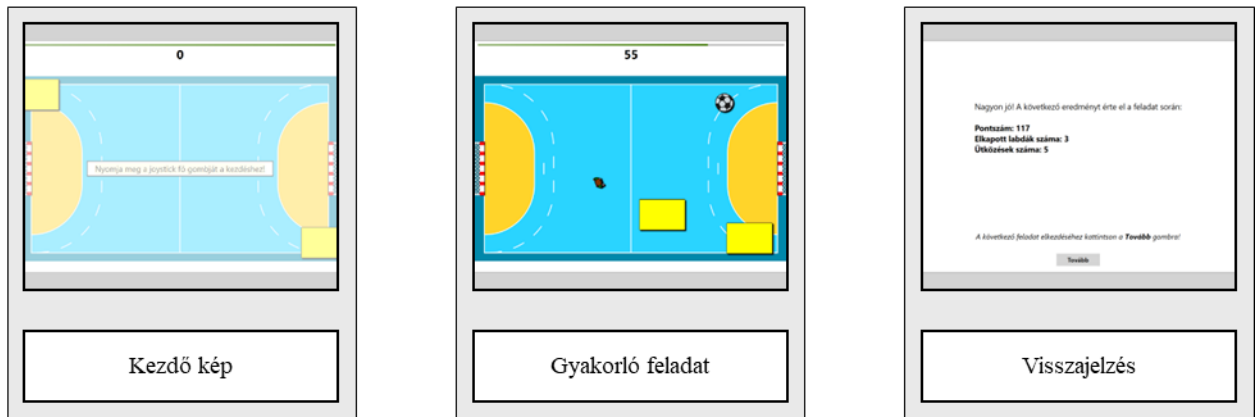 0
Nyomja meg a joystick fő gombját a kezdéshez!
Kezdő kép
55
Gyakorló feladat
Nagyon jó! A következő eredményt érte el a feladat során:
Pontszám: 117
Elkapott labdák száma: 3
Ütközések száma: 5
A következő feladat elkezdéséhez kattintson a Tovább gombra!
Tovább
Visszajelzés